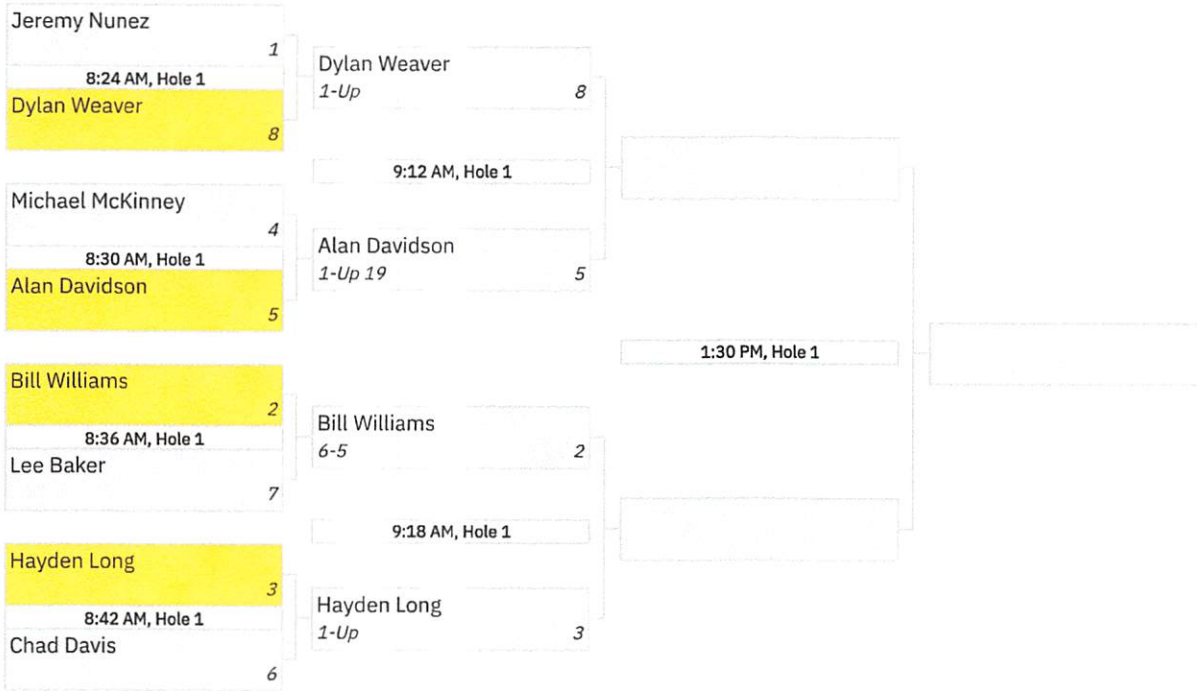 Jeremy Nunez
1
8:24 AM, Hole 1
Dylan Weaver
8
Michael McKinney
4
8:30 AM, Hole 1
Alan Davidson
5
Bill Williams
2
8:36 AM, Hole 1
Lee Baker
7
Hayden Long
3
8:42 AM, Hole 1
Chad Davis
6
Dylan Weaver
1-Up 8
9:12 AM, Hole 1
Alan Davidson
1-Up 19 5
Bill Williams
6-5 2
9:18 AM, Hole 1
Hayden Long
1-Up 3
1:30 PM, Hole 1